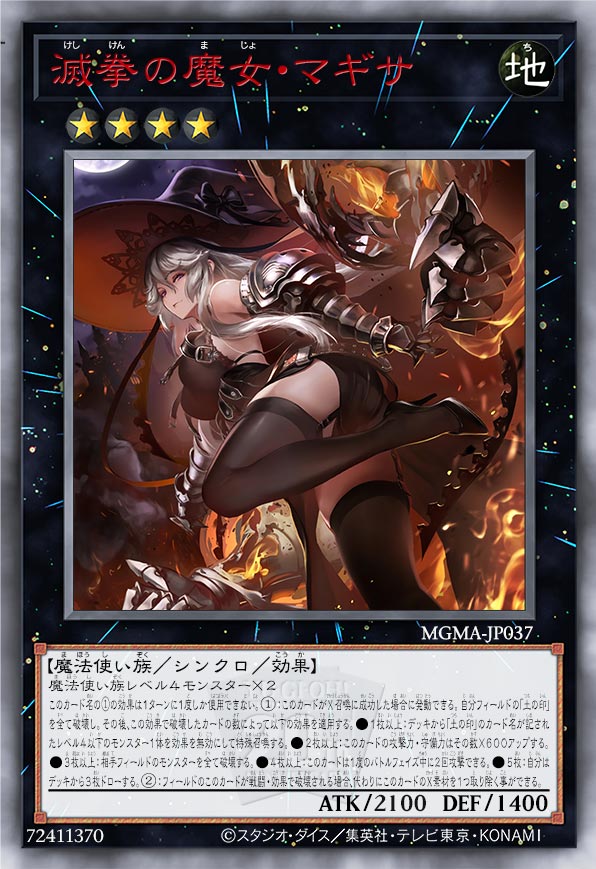 けし けん ま じょ
滅拳の魔女・マギサ
ち
地
MGMA-JP037
ま ほう し ぞく こう か
【魔法使い族／シンクロ／効果】
魔法使い族レベル４モンスター×２
このカード名の①の効果は1ターンに1度しか使用できない。①：このカードがX召喚に成功した場合に発動できる。自分フィールドの「土の印」
を全て破壊し、その後、この効果で破壊したカードの数によって以下の効果を適用する。●1枚以上：デッキから「土の印」のカード名が記され
たレベル4以下のモンスター1体を効果を無効にして特殊召喚する。●2枚以上：このカードの攻撃力・守備力はその数×600アップする。
●3枚以上：相手フィールドのモンスターを全て破壊する。●4枚以上：このカードは1度のバトルフェイズ中に2回攻撃できる。●5枚：自分は
デッキから3枚ドローする。②：フィールドのこのカードが戦闘・効果で破壊される場合、代わりにこのカードのX素材を1つ取り除く事ができる。
ATK/2100 DEF/1400
72411370
©スタジオ・ダイス／集英社・テレビ東京・KONAMI